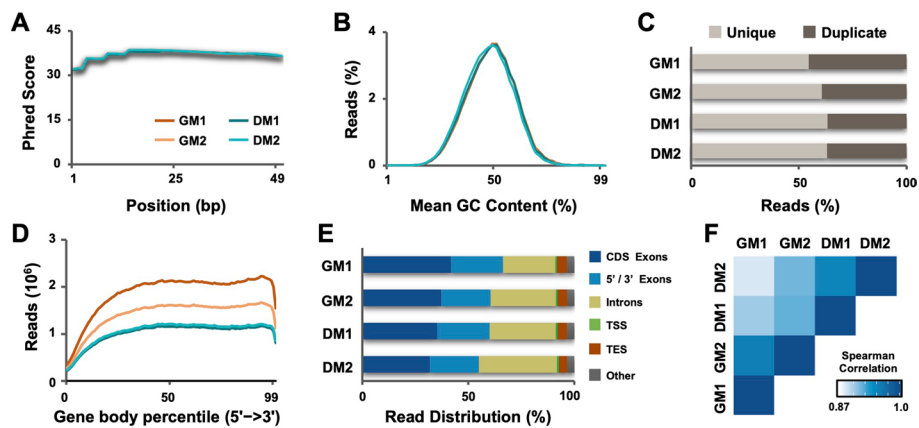 A
45
30
15
0
Phred Score
GM1
DM1
GM2
DM2
1
25
49
Position (bp)
B
4
2
0
Reads (%)
1
50
99
Mean GC Content (%)
C
Unique
Duplicate
GM1
GM2
DM1
DM2
0
50
100
Reads (%)
D
3
2
1
0
Reads (10⁶)
0
50
99
Gene body percentile (5'->3')
E
GM1
GM2
DM1
DM2
0
50
100
Read Distribution (%)
CDS Exons
5' / 3' Exons
Introns
TSS
TES
Other
F
GM1 GM2 DM1 DM2
DM2
DM1
GM2
GM1
Spearman
Correlation
0.87
1.0